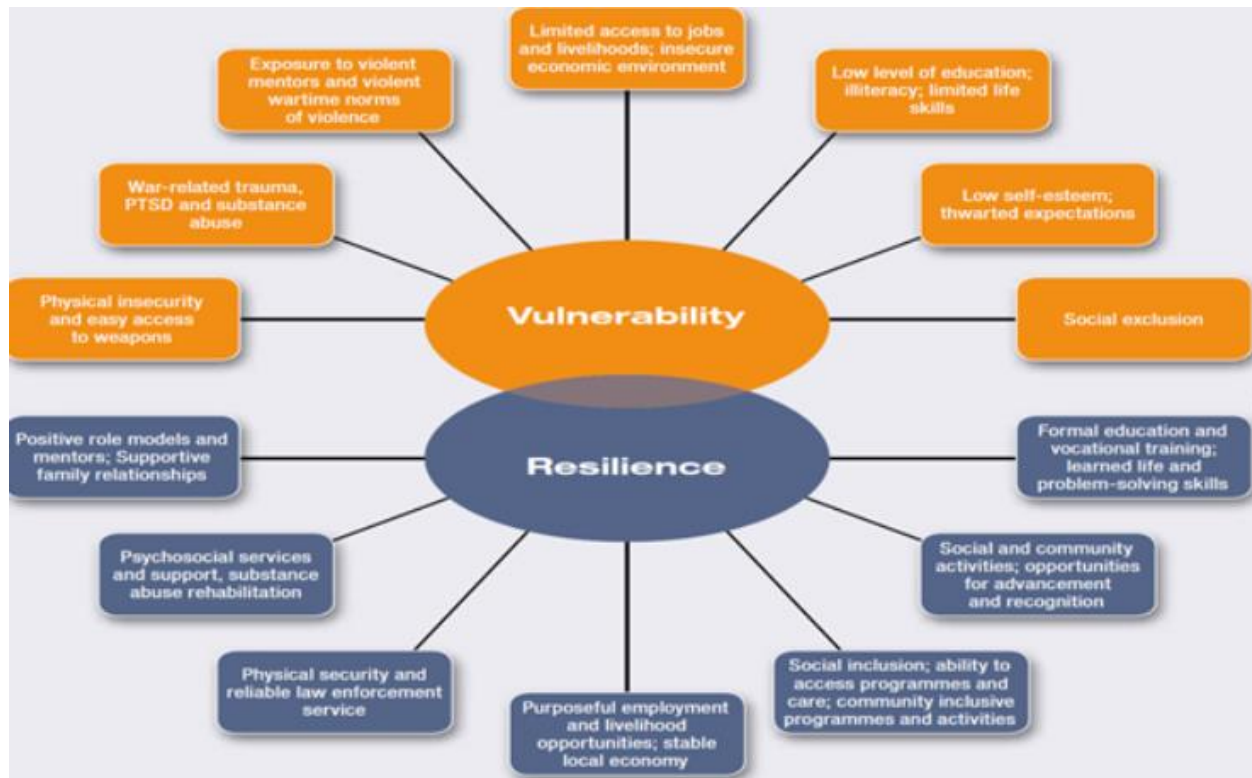 Limited access to jobs
and livelihoods; insecure
economic environment
Exposure to violent
mentors and violent
wartime norms
of violence
Low level of education;
illiteracy; limited life
skills
War-related trauma,
PTSD and substance
abuse
Low self-esteem;
thwarted expectations
Physical insecurity
and easy access
to weapons
Vulnerability
Social exclusion
Positive role models and
mentors; Supportive
family relationships
Resilience
Formal education and
vocational training;
learned life and
problem-solving skills
Psychosocial services
and support, substance
abuse rehabilitation
Social and community
activities; opportunities
for advancement
and recognition
Physical security and
reliable law enforcement
service
Purposeful employment
and livelihood
opportunities; stable
local economy
Social inclusion; ability to
access programmes and
care; community inclusive
programmes and activities